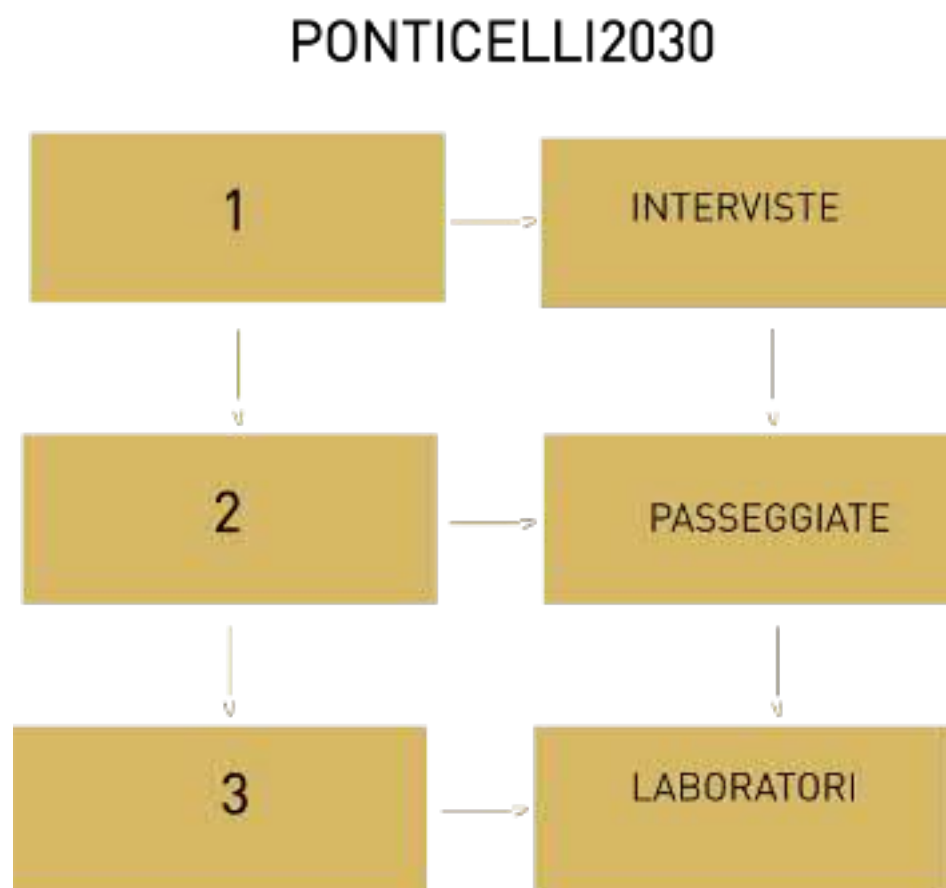 PONTICELLI2030
1
INTERVISTE
2
PASSEGGIATE
3
LABORATORI